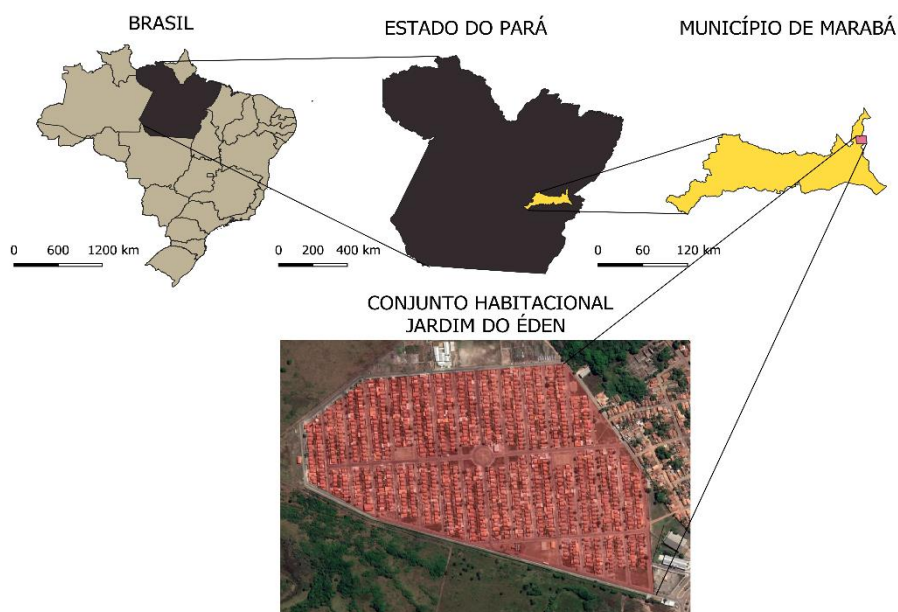 BRASIL
ESTADO DO PARÁ
MUNICÍPIO DE MARABÁ
0 600 1200 km
0 200 400 km
0 60 120 km
CONJUNTO HABITACIONAL
JARDIM DO ÉDEN